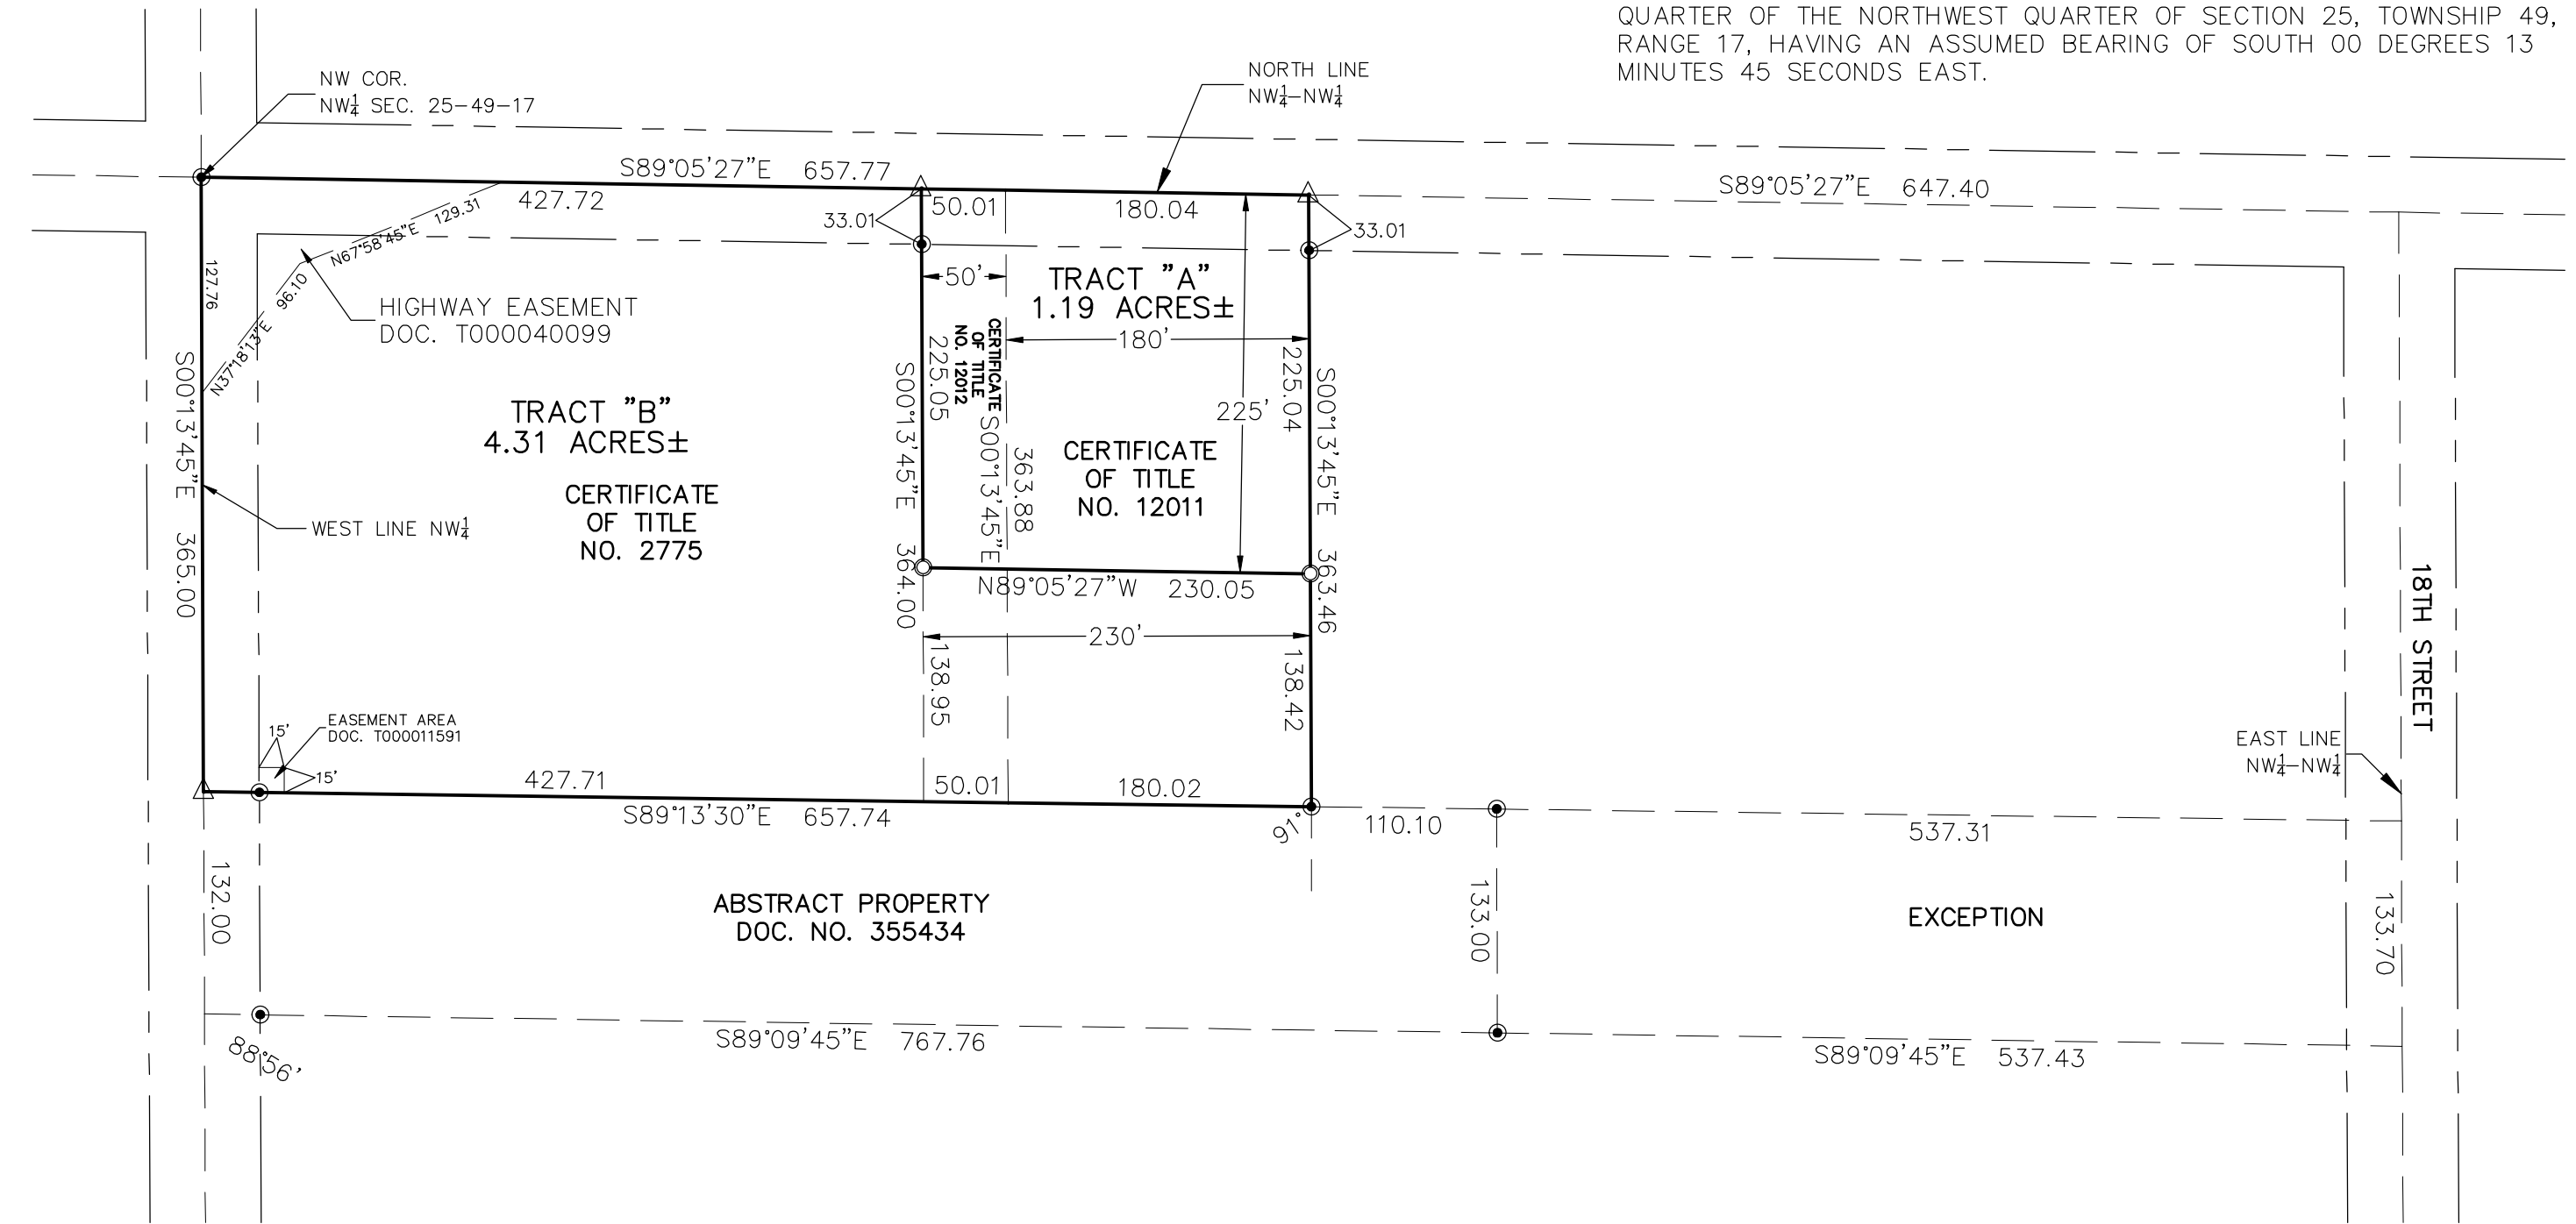 QUARTER OF THE NORTHWEST QUARTER OF SECTION 25, TOWNSHIP 49,
RANGE 17, HAVING AN ASSUMED BEARING OF SOUTH 00 DEGREES 13
MINUTES 45 SECONDS EAST.
NW COR.
NW¼ SEC. 25-49-17
NORTH LINE
NW¼-NW¼
S89°05'27"E 657.77
427.72
50.01
180.04
S89°05'27"E 647.40
33.01
33.01
N67°58'45"E 129.31
N37°18'13"E 96.10
127.76
HIGHWAY EASEMENT
DOC. T000040099
50'
TRACT "A"
1.19 ACRES±
180'
CERTIFICATE
OF TITLE
NO. 12012
225.05
225'
225.04
S00°13'45"E 365.00
TRACT "B"
4.31 ACRES±
CERTIFICATE
OF TITLE
NO. 2775
WEST LINE NW¼
S00°13'45"E 364.00
S00°13'45"E
363.88
CERTIFICATE
OF TITLE
NO. 12011
S00°13'45"E 363.46
N89°05'27"W 230.05
230'
138.95
138.42
18TH STREET
EAST LINE
NW¼-NW¼
EASEMENT AREA
DOC. T000011591
15'
15'
427.71
50.01
180.02
S89°13'30"E 657.74
91°
110.10
537.31
132.00
ABSTRACT PROPERTY
DOC. NO. 355434
133.00
EXCEPTION
133.70
88°56'
S89°09'45"E 767.76
S89°09'45"E 537.43